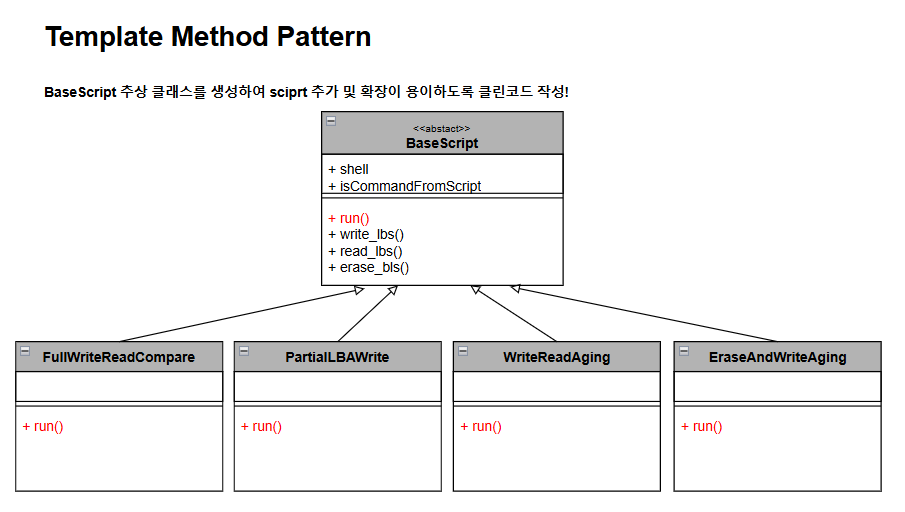 Template Method Pattern
BaseScript 추상 클래스를 생성하여 sciprt 추가 및 확장이 용이하도록 클린코드 작성!
<<abstact>>
BaseScript
+ shell
+ isCommandFromScript
+ run()
+ write_lbs()
+ read_lbs()
+ erase_bls()
FullWriteReadCompare
+ run()
PartialLBAWrite
+ run()
WriteReadAging
+ run()
EraseAndWriteAging
+ run()